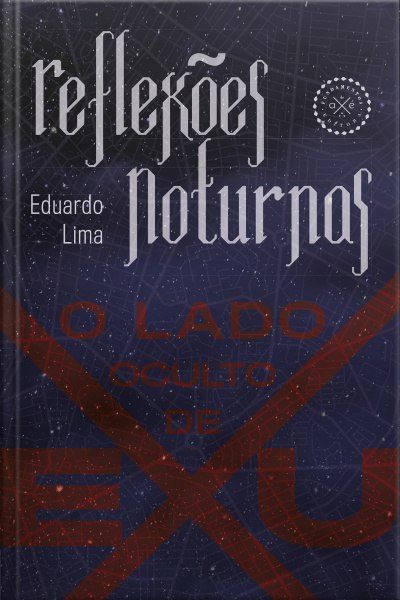 reflexões
noturnas
Eduardo
Lima
O LADO
OCULTO
DE
EXU